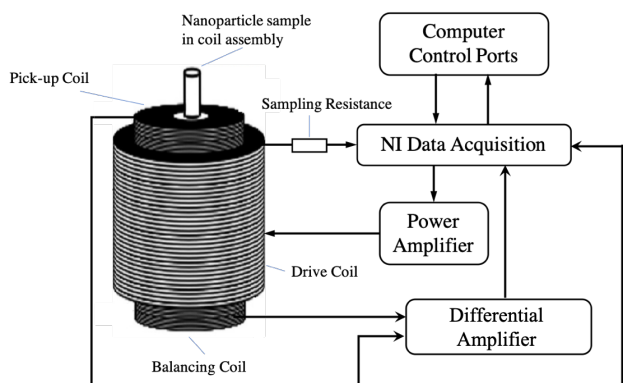 Nanoparticle sample
in coil assembly
Pick-up Coil
Sampling Resistance
Computer
Control Ports
NI Data Acquisition
Power
Amplifier
Drive Coil
Differential
Amplifier
Balancing Coil